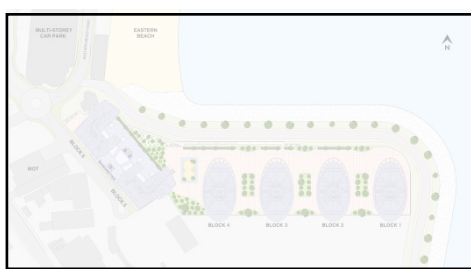 MULTI-STOREY
CAR PARK
EASTERN
BEACH
N
BLOCK 6
BLOCK 5
BLOCK 4
BLOCK 3
BLOCK 2
BLOCK 1